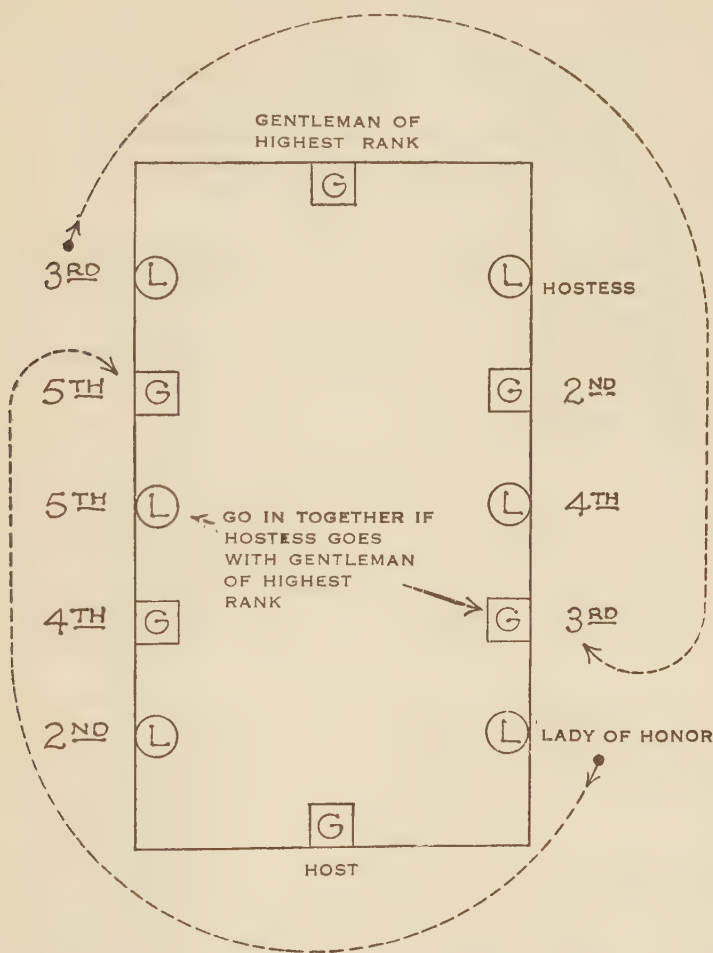 GENTLEMAN OF
HIGHEST RANK
G
3RD L L HOSTESS
5TH G G 2ND
5TH L L 4TH
GO IN TOGETHER IF
HOSTESS GOES
WITH GENTLEMAN
OF HIGHEST
RANK
4TH G G 3RD
2ND L L LADY OF HONOR
G
HOST